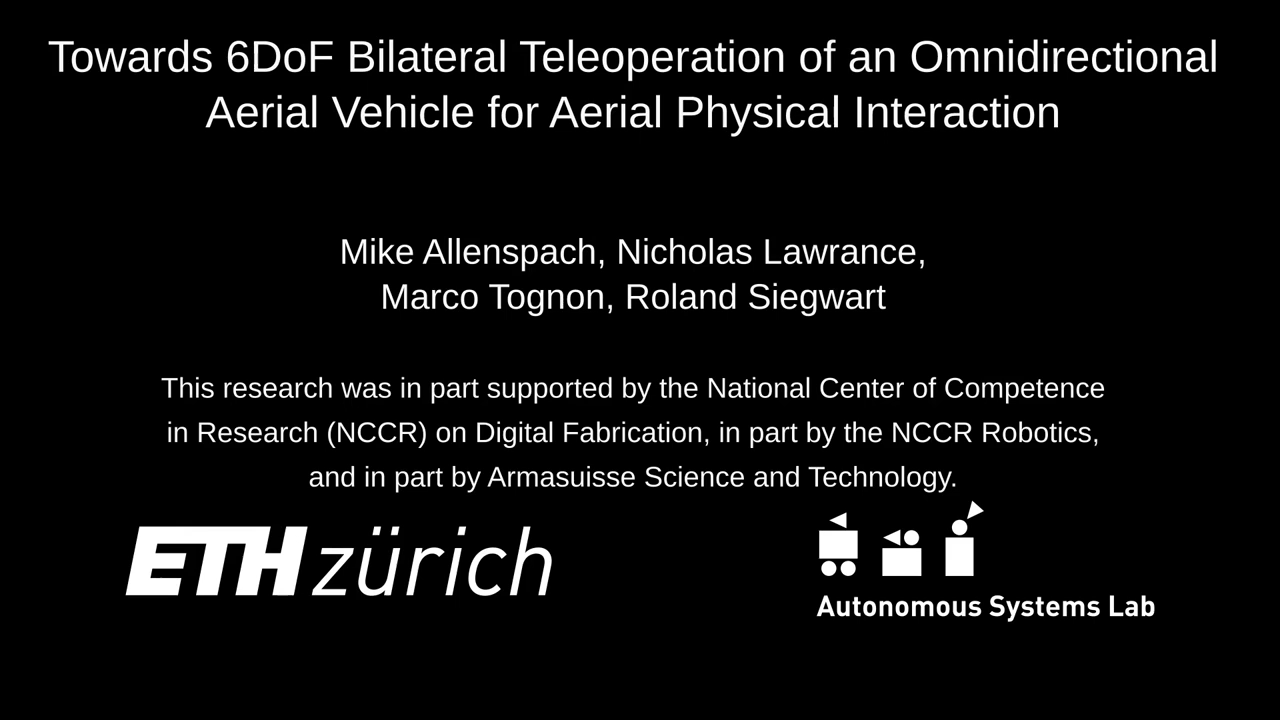 Towards 6DoF Bilateral Teleoperation of an Omnidirectional
Aerial Vehicle for Aerial Physical Interaction
Mike Allenspach, Nicholas Lawrance,
Marco Tognon, Roland Siegwart
This research was in part supported by the National Center of Competence
in Research (NCCR) on Digital Fabrication, in part by the NCCR Robotics,
and in part by Armasuisse Science and Technology.
ETH zürich
Autonomous Systems Lab